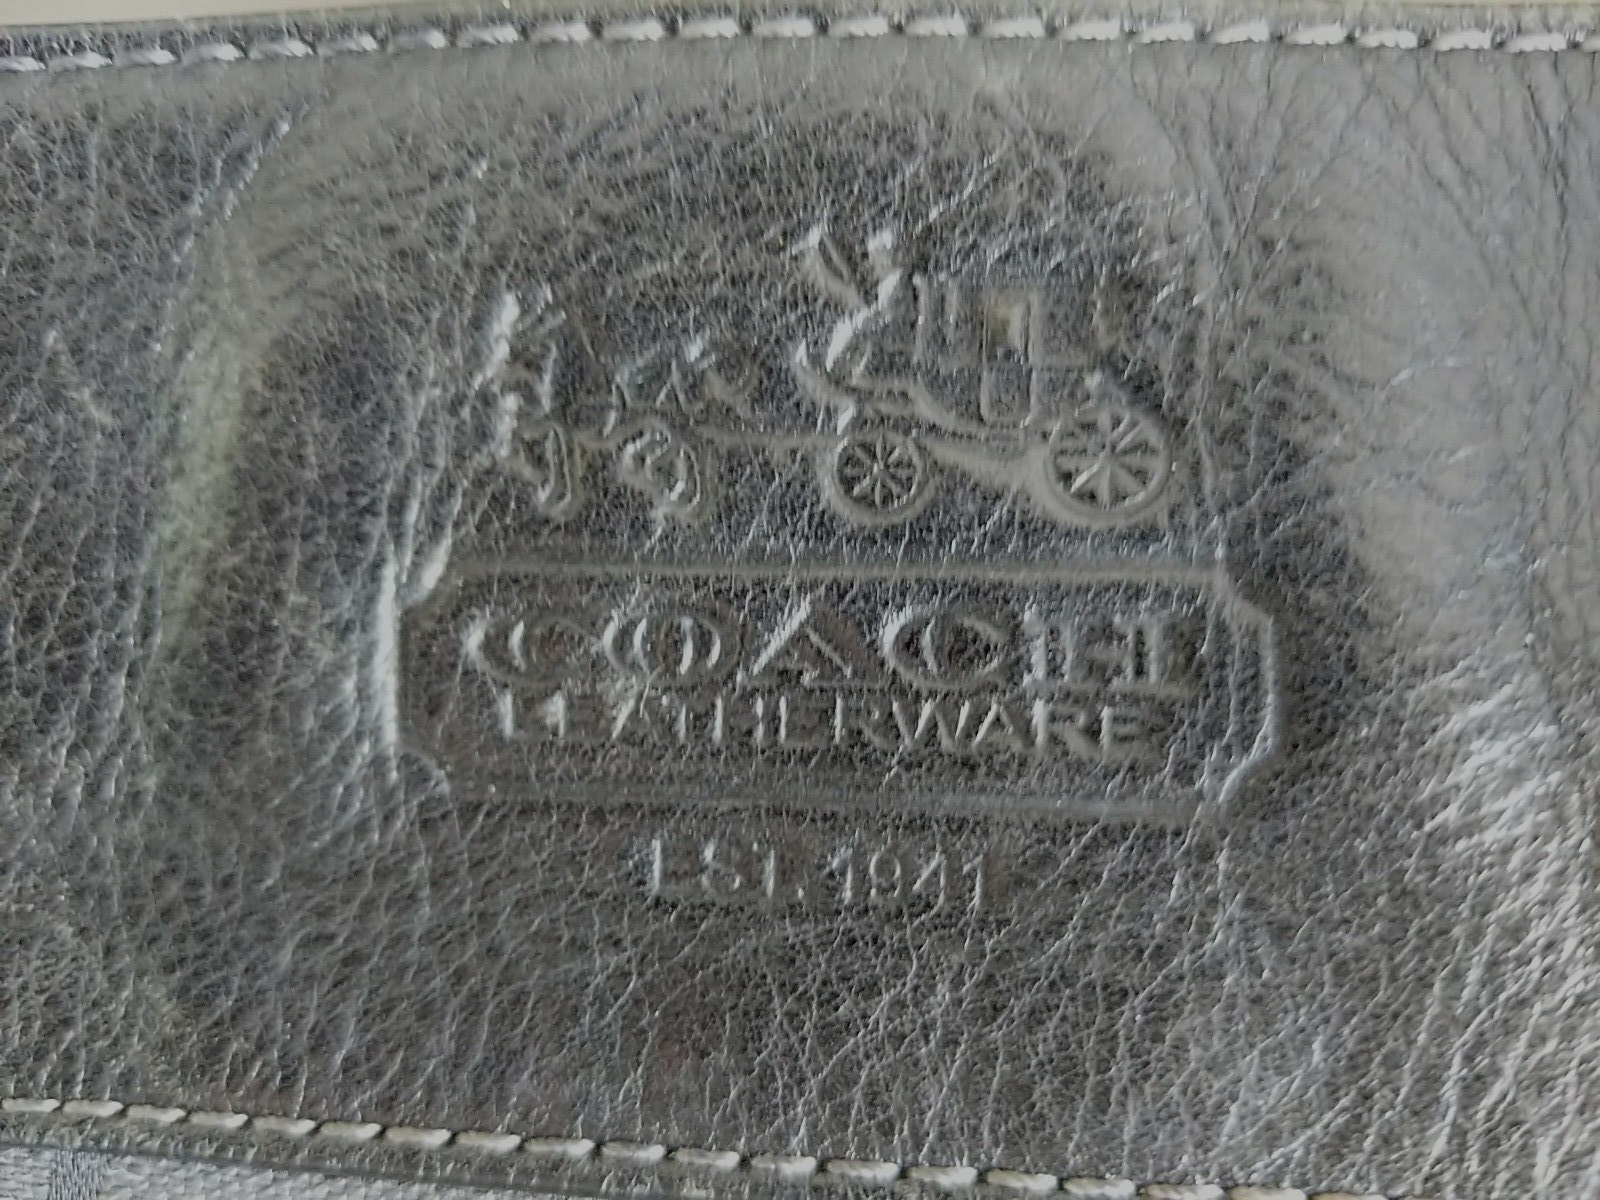 COACH
LEATHERWARE
EST. 1941